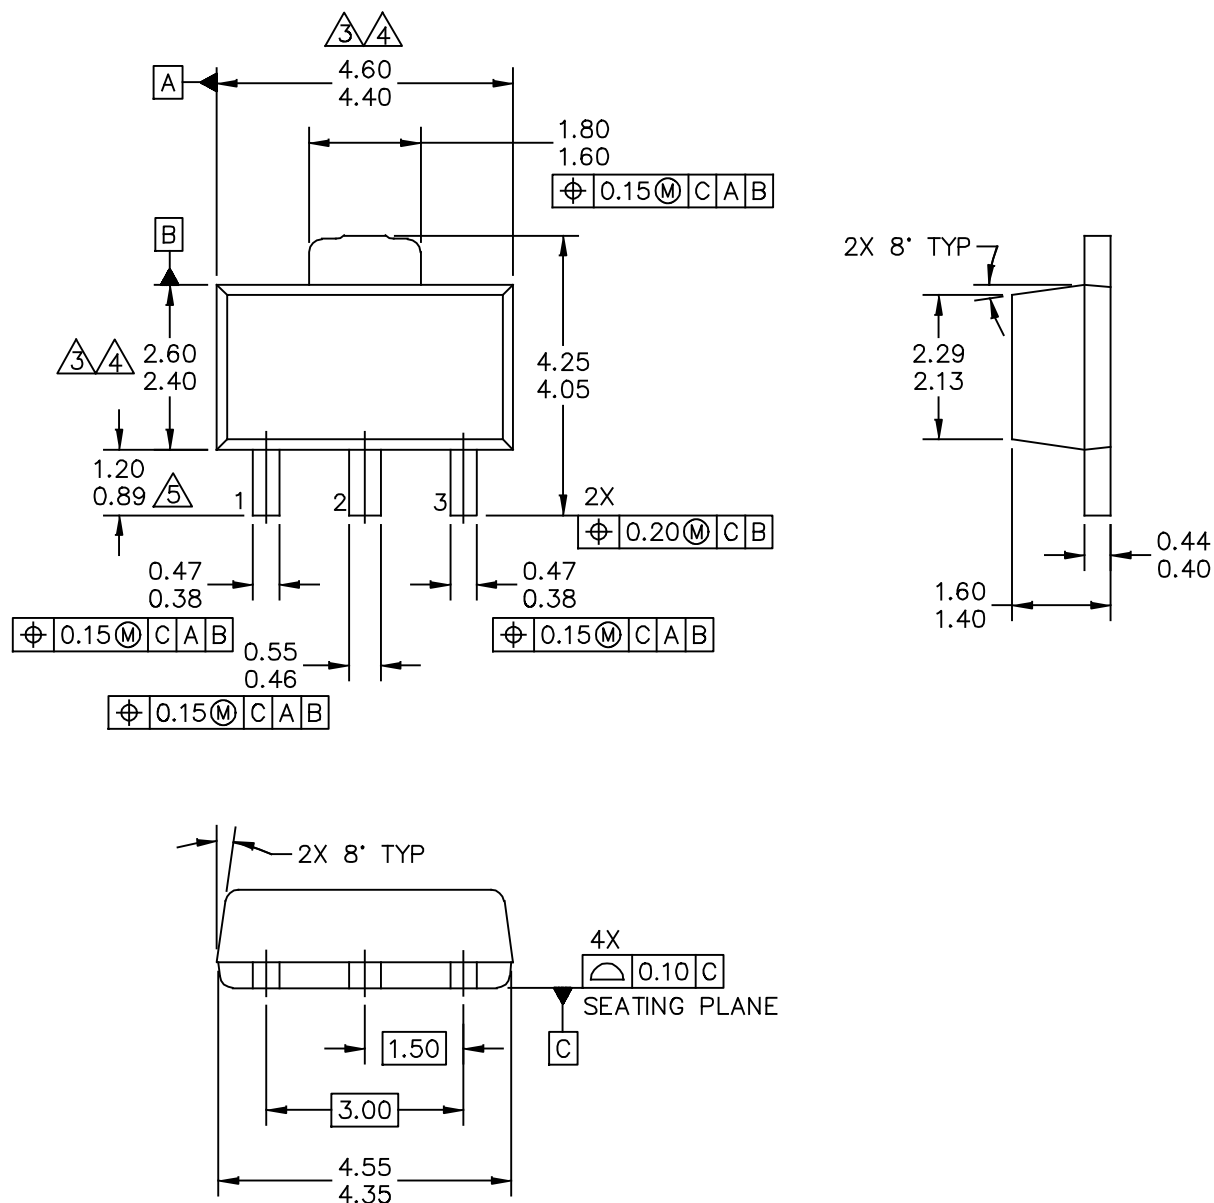 3 4
4.60
4.40
A
1.80
1.60
⌖ 0.15 Ⓜ C A B
B
2X 8° TYP
3 4
2.60
2.40
4.25
4.05
2.29
2.13
1.20
0.89 5
1 2 3
2X
⌖ 0.20 Ⓜ C B
0.47
0.38
0.47
0.38
0.44
0.40
1.60
1.40
⌖ 0.15 Ⓜ C A B
⌖ 0.15 Ⓜ C A B
0.55
0.46
⌖ 0.15 Ⓜ C A B
2X 8° TYP
4X
⌓ 0.10 C
SEATING PLANE
1.50
C
3.00
4.55
4.35